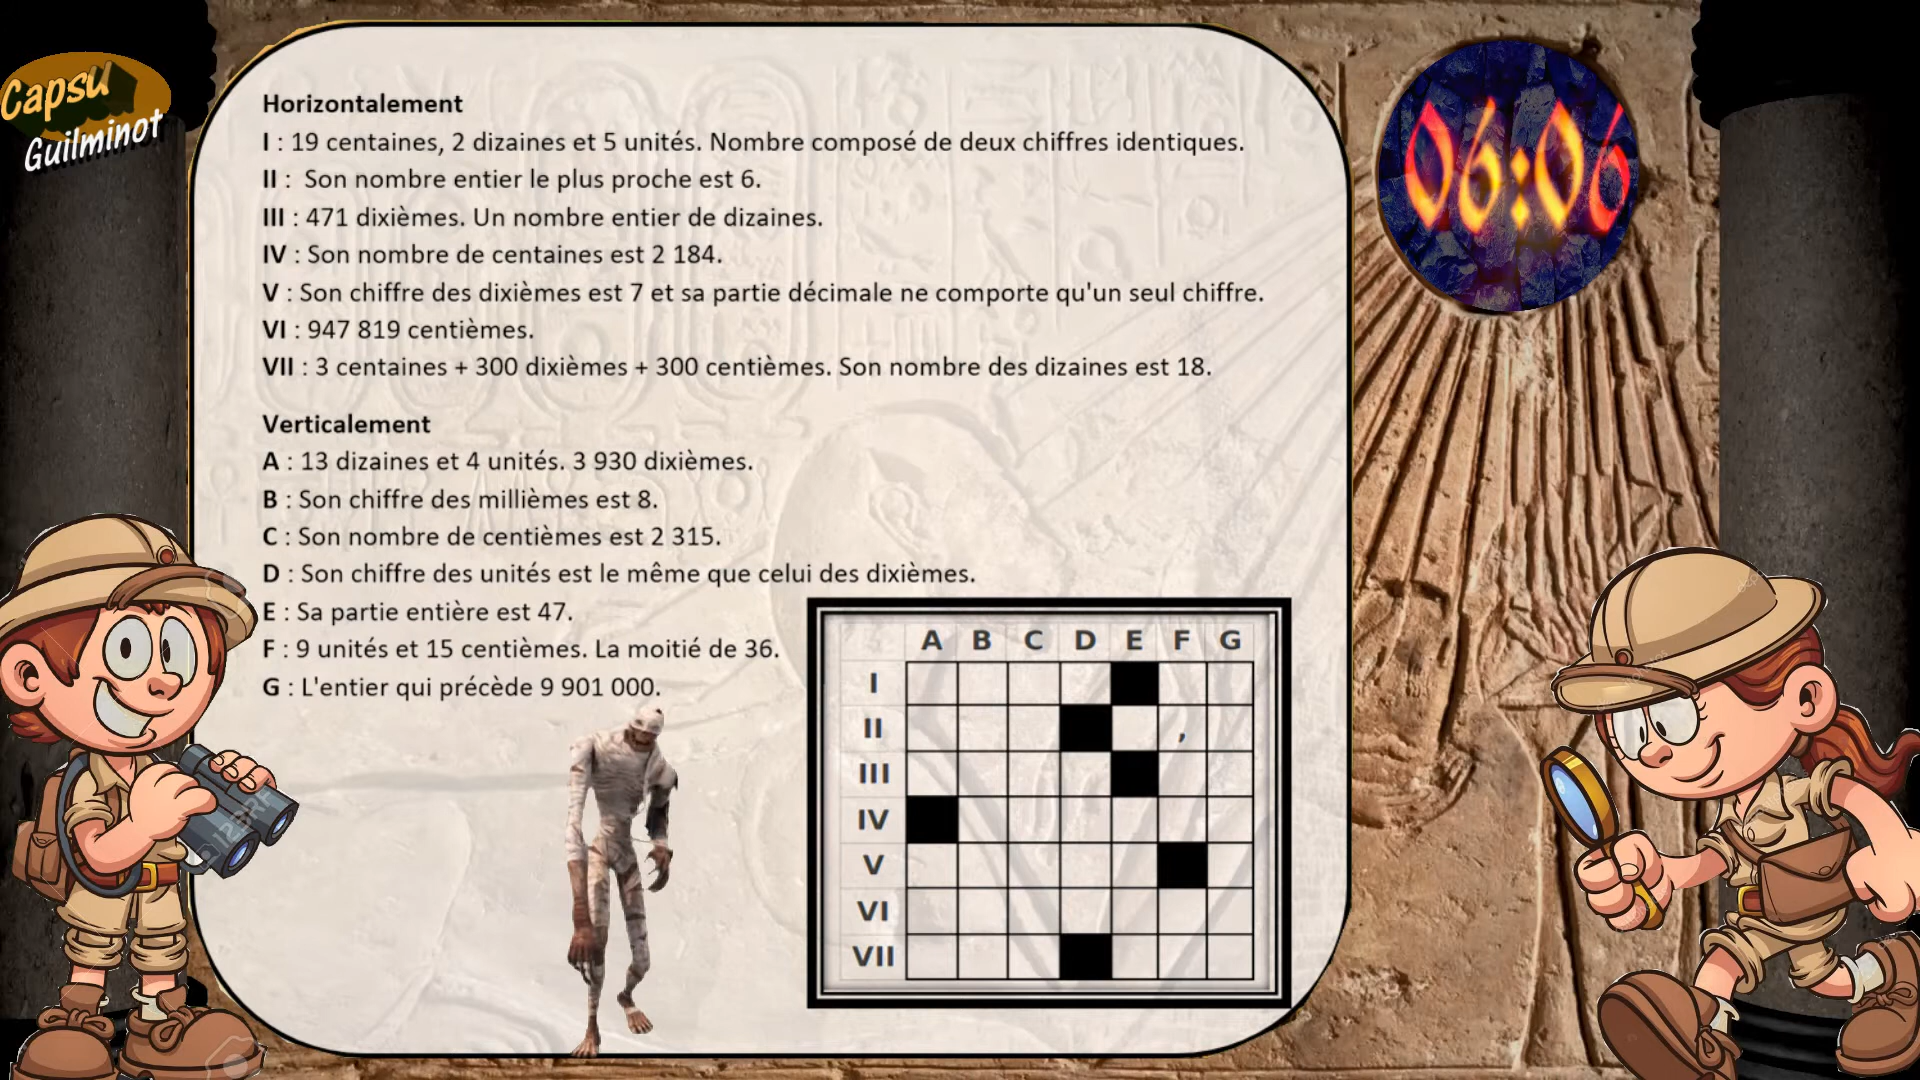 Capsu
Guilminot
06:06
Horizontalement
I : 19 centaines, 2 dizaines et 5 unités. Nombre composé de deux chiffres identiques.
II : Son nombre entier le plus proche est 6.
III : 471 dixièmes. Un nombre entier de dizaines.
IV : Son nombre de centaines est 2 184.
V : Son chiffre des dixièmes est 7 et sa partie décimale ne comporte qu'un seul chiffre.
VI : 947 819 centièmes.
VII : 3 centaines + 300 dixièmes + 300 centièmes. Son nombre des dizaines est 18.
Verticalement
A : 13 dizaines et 4 unités. 3 930 dixièmes.
B : Son chiffre des millièmes est 8.
C : Son nombre de centièmes est 2 315.
D : Son chiffre des unités est le même que celui des dixièmes.
E : Sa partie entière est 47.
F : 9 unités et 15 centièmes. La moitié de 36.
G : L'entier qui précède 9 901 000.
A B C D E F G
I
II ,
III
IV
V
VI
VII